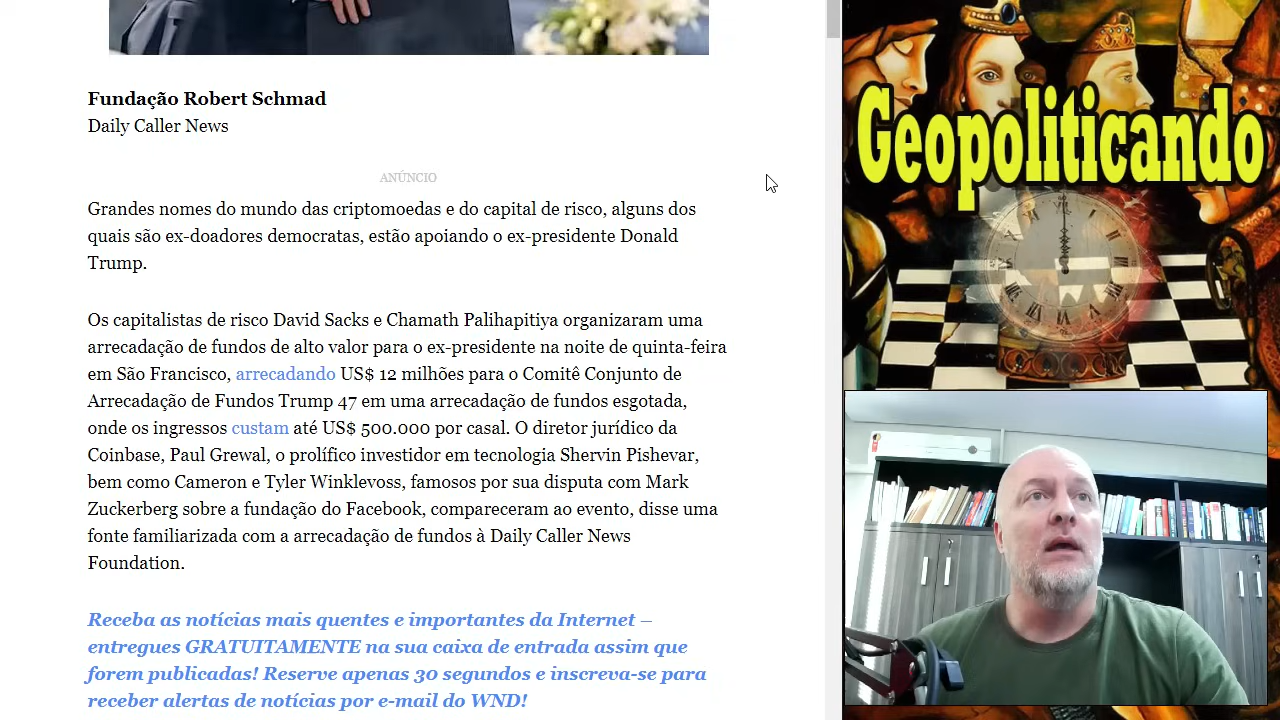 Fundação Robert Schmad
Daily Caller News
ANÚNCIO
Grandes nomes do mundo das criptomoedas e do capital de risco, alguns dos
quais são ex-doadores democratas, estão apoiando o ex-presidente Donald
Trump.
Os capitalistas de risco David Sacks e Chamath Palihapitiya organizaram uma
arrecadação de fundos de alto valor para o ex-presidente na noite de quinta-feira
em São Francisco, arrecadando US$ 12 milhões para o Comitê Conjunto de
Arrecadação de Fundos Trump 47 em uma arrecadação de fundos esgotada,
onde os ingressos custam até US$ 500.000 por casal. O diretor jurídico da
Coinbase, Paul Grewal, o prolífico investidor em tecnologia Shervin Pishevar,
bem como Cameron e Tyler Winklevoss, famosos por sua disputa com Mark
Zuckerberg sobre a fundação do Facebook, compareceram ao evento, disse uma
fonte familiarizada com a arrecadação de fundos à Daily Caller News
Foundation.
Receba as notícias mais quentes e importantes da Internet –
entregues GRATUITAMENTE na sua caixa de entrada assim que
forem publicadas! Reserve apenas 30 segundos e inscreva-se para
receber alertas de notícias por e-mail do WND!
Geopoliticando